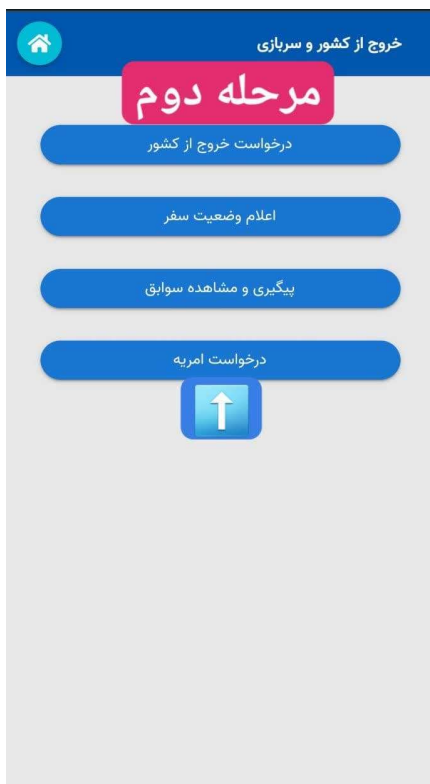 خروج از کشور و سربازی
مرحله دوم
درخواست خروج از کشور
اعلام وضعیت سفر
پیگیری و مشاهده سوابق
درخواست امریه